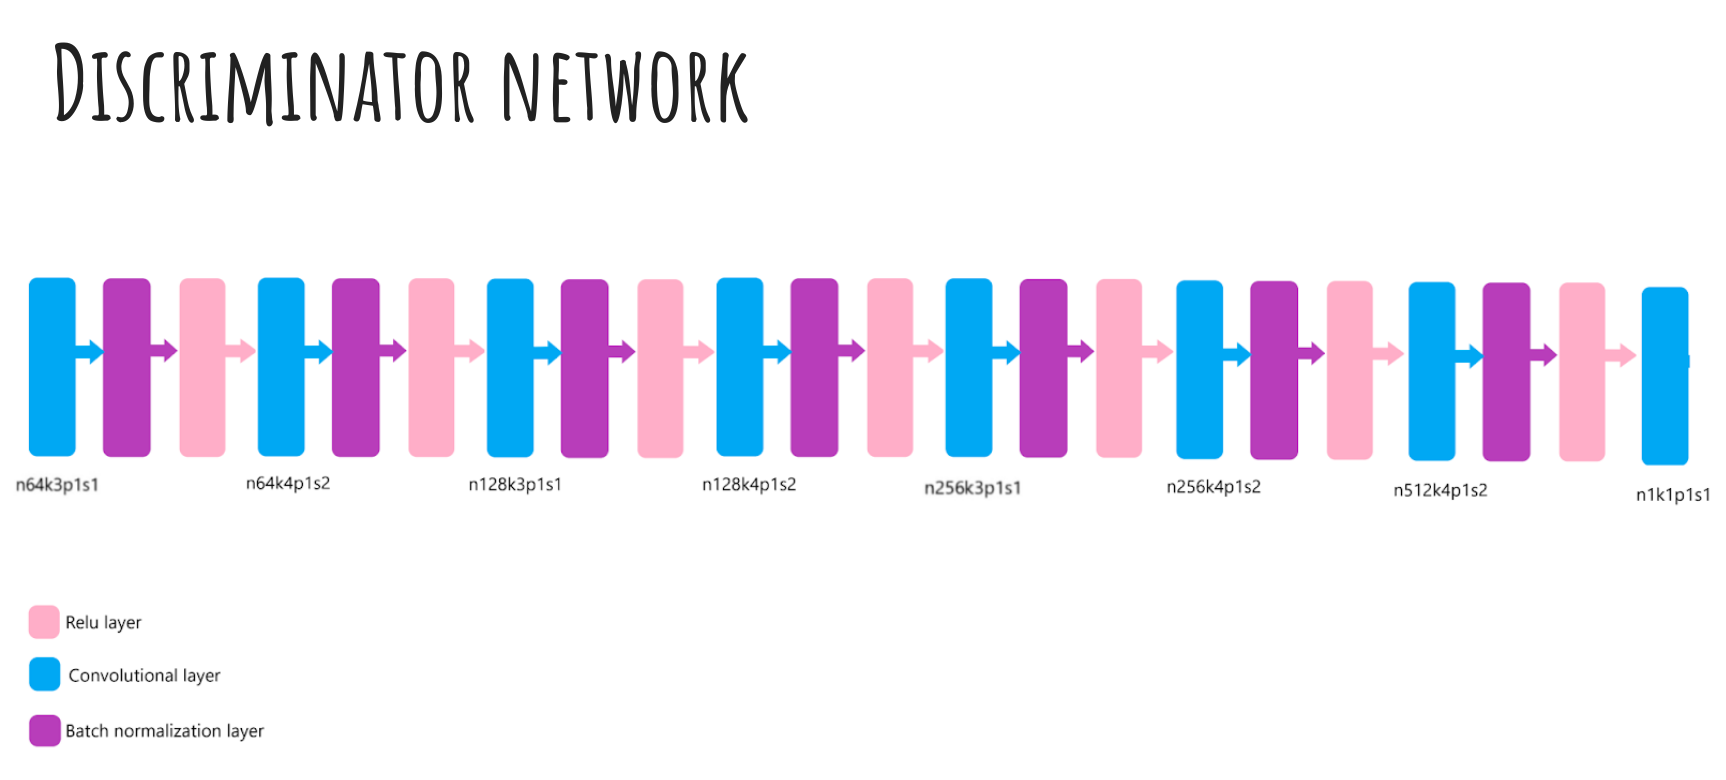 Discriminator network
n64k3p1s1
n64k4p1s2
n128k3p1s1
n128k4p1s2
n256k3p1s1
n256k4p1s2
n512k4p1s2
n1k1p1s1
Relu layer
Convolutional layer
Batch normalization layer